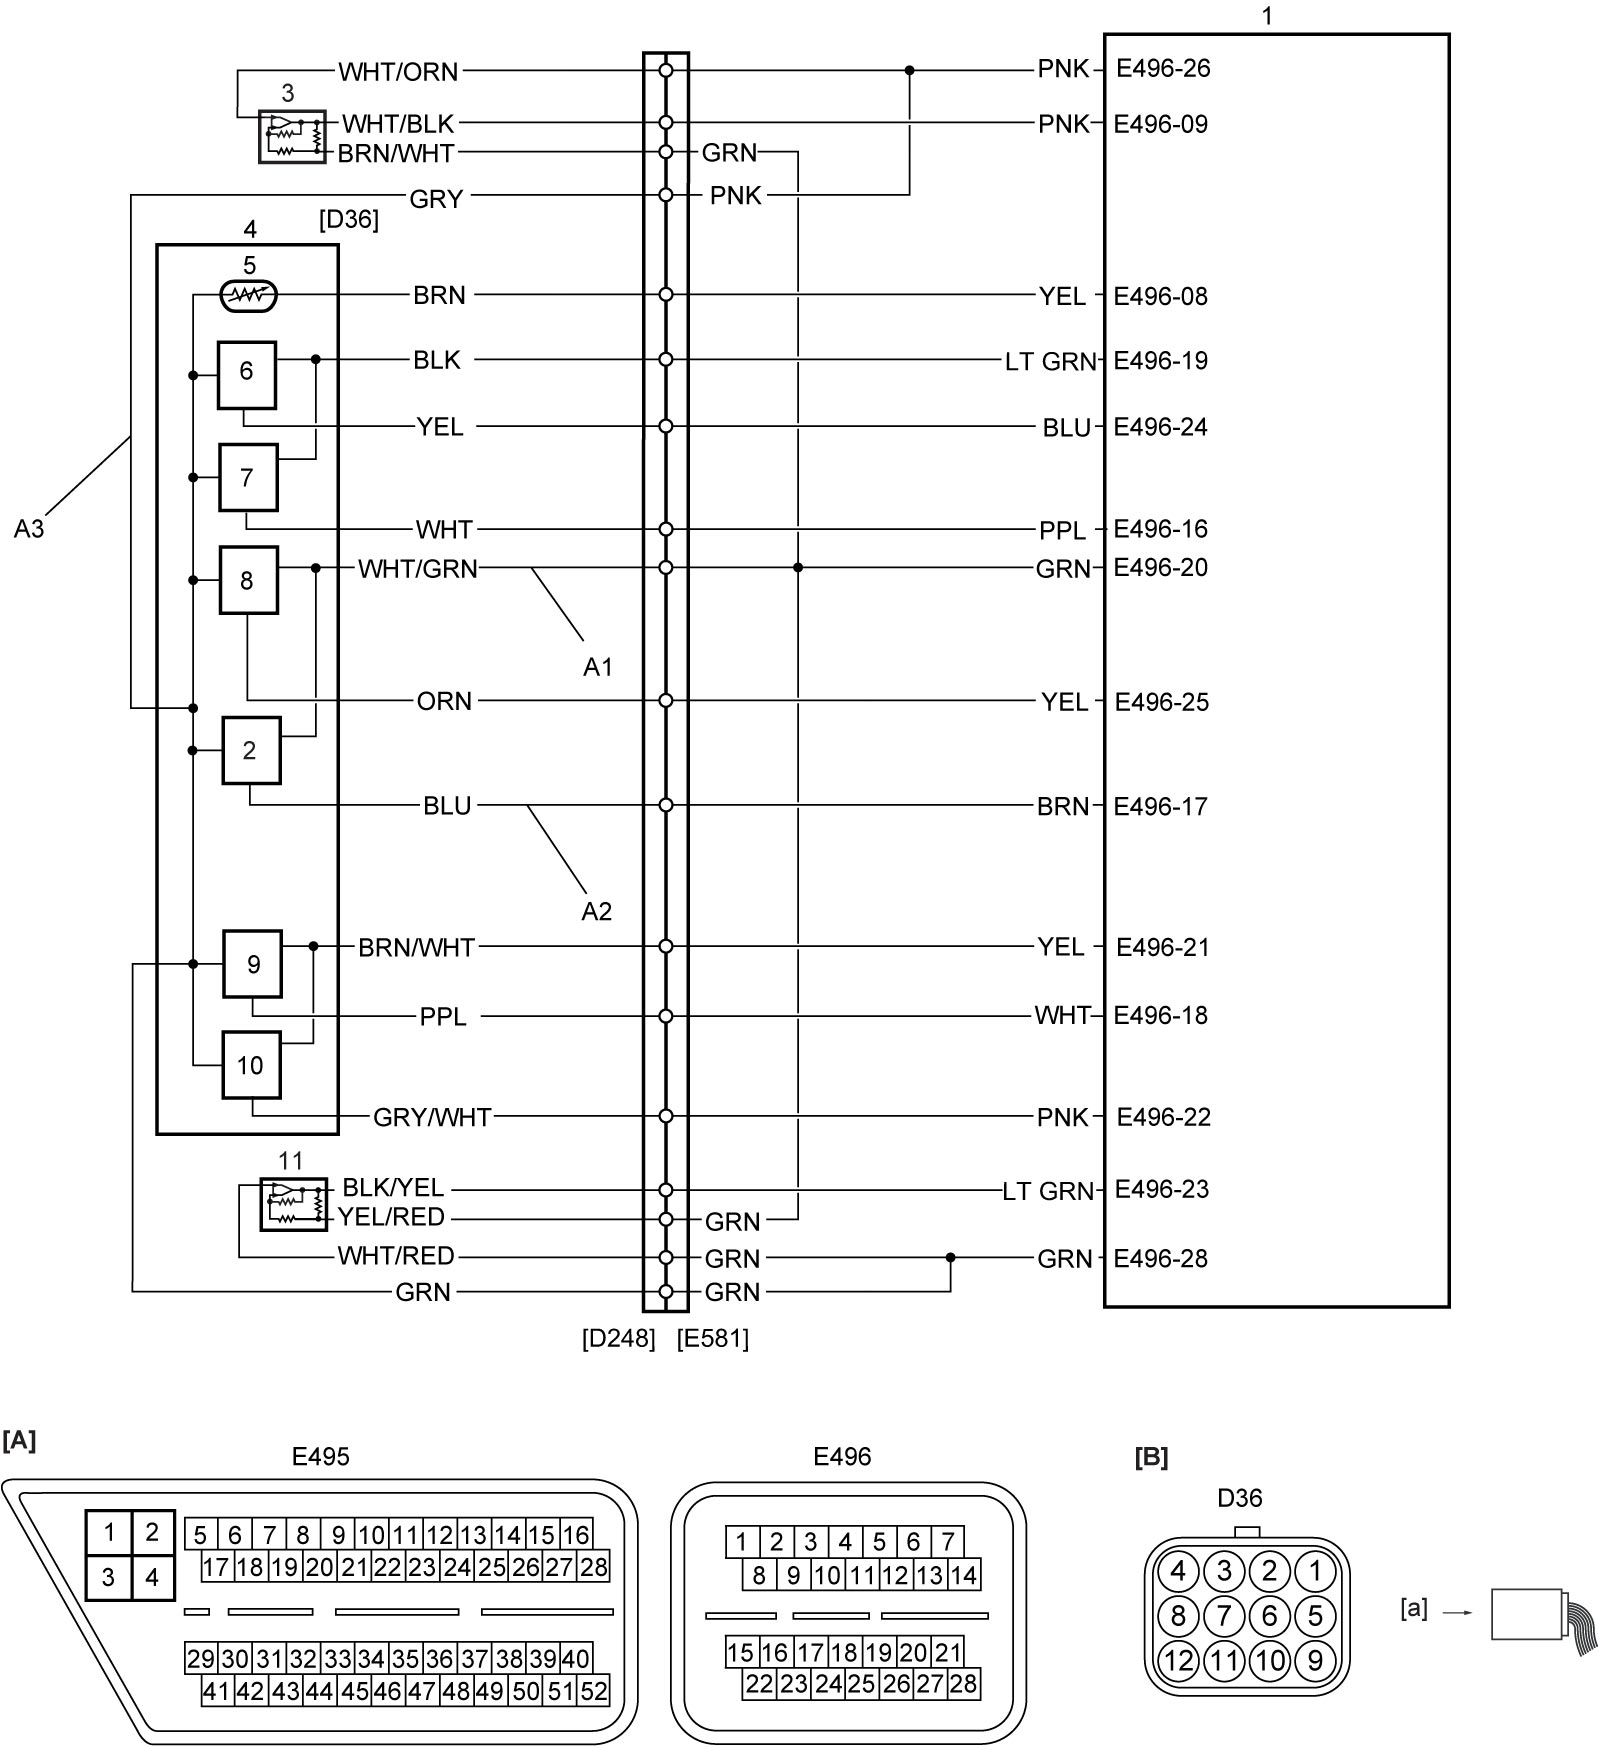 1
WHT/ORN PNK E496-26
3
WHT/BLK PNK E496-09
BRN/WHT GRN
GRY PNK
[D36]
4
5
BRN YEL E496-08
6 BLK LT GRN E496-19
YEL BLU E496-24
7
A3 WHT PPL E496-16
8 WHT/GRN GRN E496-20
A1
ORN YEL E496-25
2
BLU BRN E496-17
A2
9 BRN/WHT YEL E496-21
PPL WHT E496-18
10
GRY/WHT PNK E496-22
11
BLK/YEL LT GRN E496-23
YEL/RED GRN
WHT/RED GRN GRN E496-28
GRN GRN
[D248] [E581]
[A]
E495
1 2
3 4
5 6 7 8 9 10 11 12 13 14 15 16
17 18 19 20 21 22 23 24 25 26 27 28
29 30 31 32 33 34 35 36 37 38 39 40
41 42 43 44 45 46 47 48 49 50 51 52
E496
1 2 3 4 5 6 7
8 9 10 11 12 13 14
15 16 17 18 19 20 21
22 23 24 25 26 27 28
[B]
D36
4 3 2 1
8 7 6 5
12 11 10 9
[a]